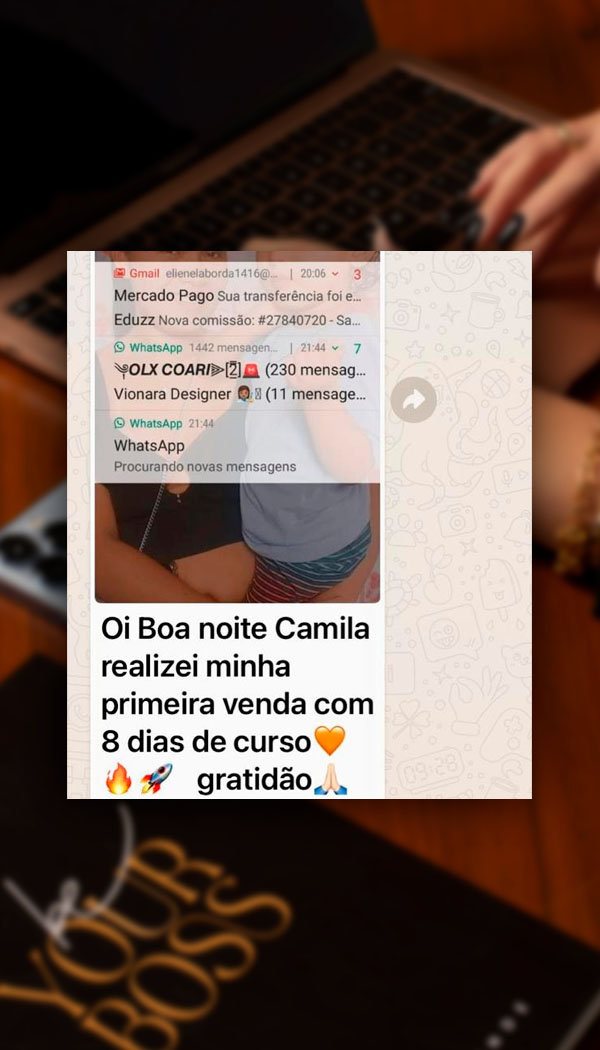 Gmail elienelaborda1416@... | 20:06 3
Mercado Pago Sua transferência foi e...
Eduzz Nova comissão: #27840720 - Sa...
WhatsApp 1442 mensagen... | 21:44 7
༆OLX COARI⫸[2̲̅]🚨 (230 mensag...
Vionara Designer 👩🏽‍🎨▯ (11 mensage...
WhatsApp 21:44
WhatsApp
Procurando novas mensagens
Oi Boa noite Camila
realizei minha
primeira venda com
8 dias de curso🧡
🔥🚀 gratidão🙏🏻
be
YOUR
BOSS